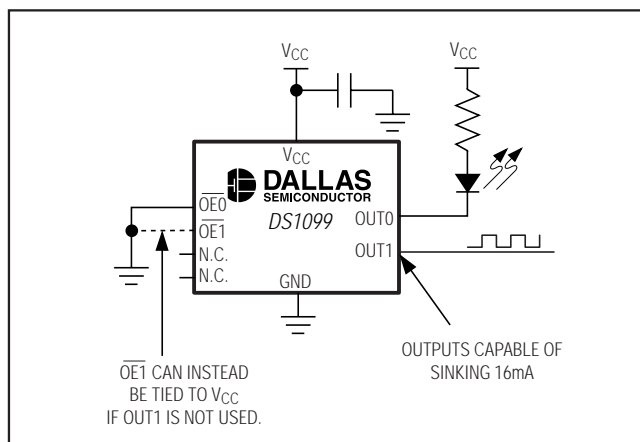 VCC
VCC
VCC
DALLAS
SEMICONDUCTOR
DS1099
OE0
OE1
N.C.
N.C.
OUT0
OUT1
GND
OE1 CAN INSTEAD
BE TIED TO VCC
IF OUT1 IS NOT USED.
OUTPUTS CAPABLE OF
SINKING 16mA